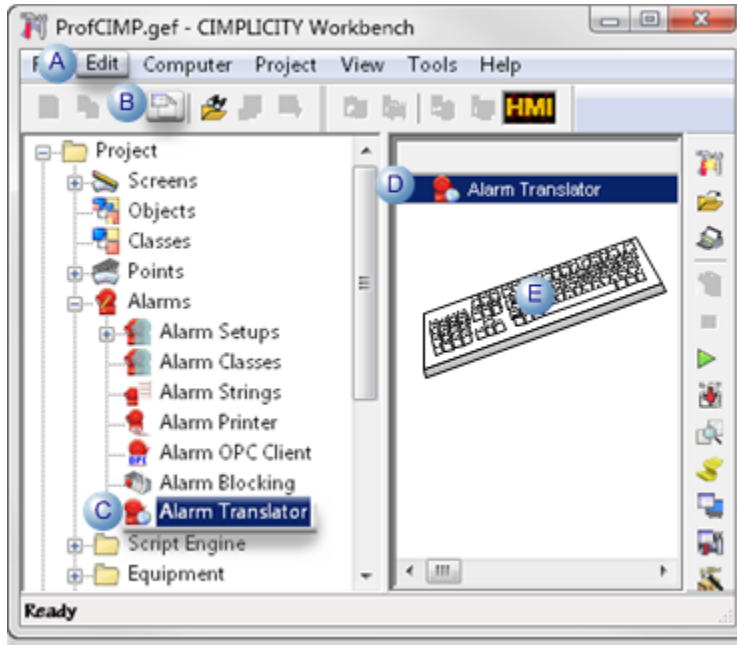 ProfCIMP.gef - CIMPLICITY Workbench
F A Edit Computer Project View Tools Help
B HMI
Project
Screens
Objects
Classes
Points
Alarms
Alarm Setups
Alarm Classes
Alarm Strings
Alarm Printer
OPC Alarm OPC Client
Alarm Blocking
C Alarm Translator
Script Engine
Equipment
D Alarm Translator
E
Ready